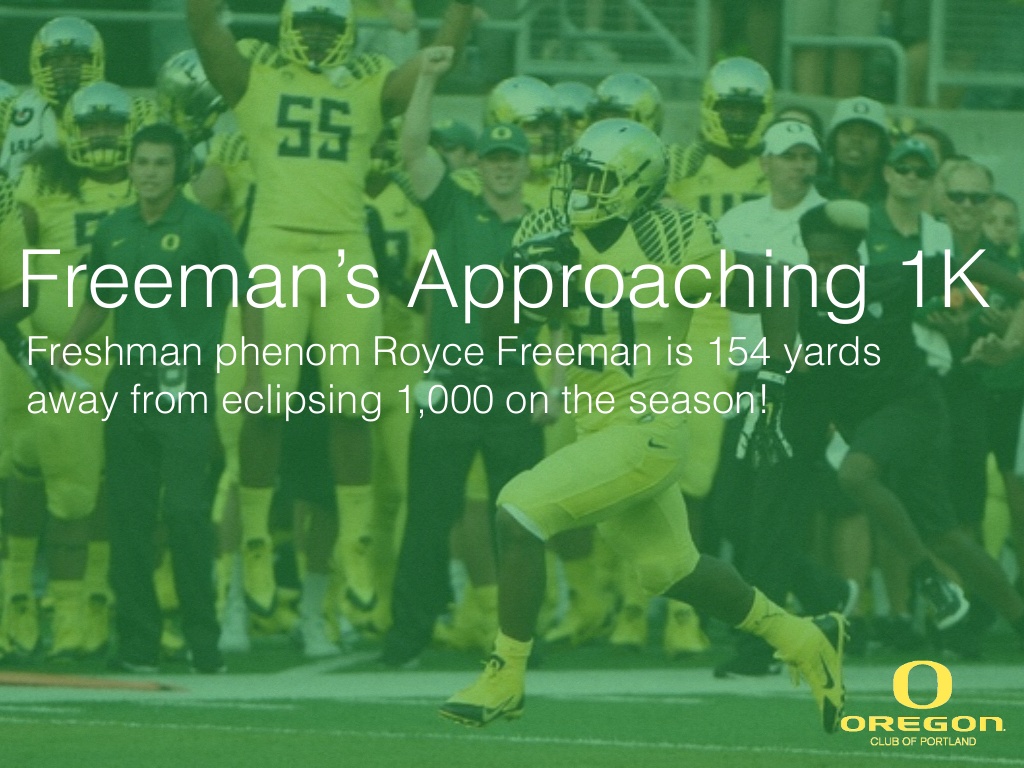 55
Freeman’s Approaching 1K
Freshman phenom Royce Freeman is 154 yards
away from eclipsing 1,000 on the season!
21
O
OREGON
CLUB OF PORTLAND